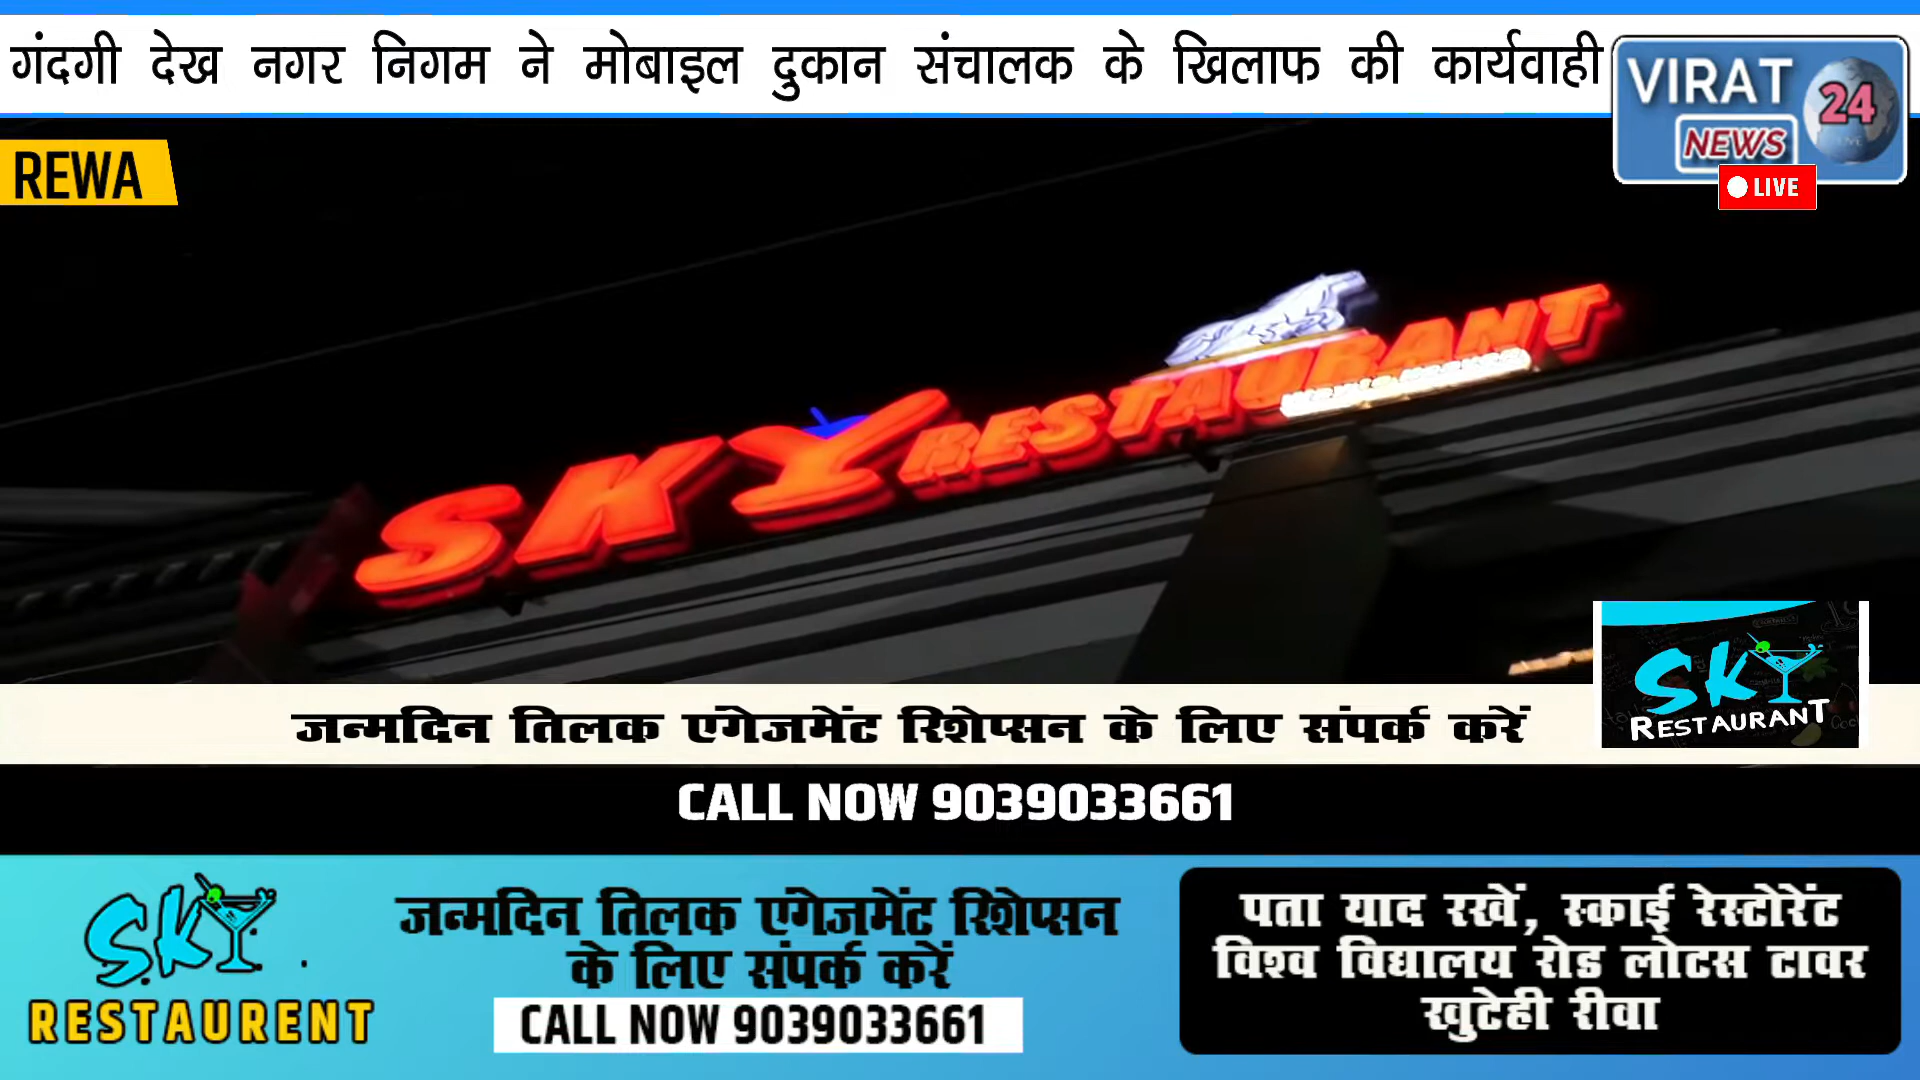 गंदगी देख नगर निगम ने मोबाइल दुकान संचालक के खिलाफ की कार्यवाही
VIRAT
24
NEWS
LIVE
REWA
SKY RESTAURANT
SKY
RESTAURANT
जन्मदिन तिलक एंगेजमेंट रिशेप्सन के लिए संपर्क करें
CALL NOW 9039033661
SKY
RESTAURENT
जन्मदिन तिलक एंगेजमेंट रिशेप्सन
के लिए संपर्क करें
CALL NOW 9039033661
पता याद रखें, स्काई रेस्टोरेंट
विश्व विद्यालय रोड लोटस टावर
खुटेही रीवा